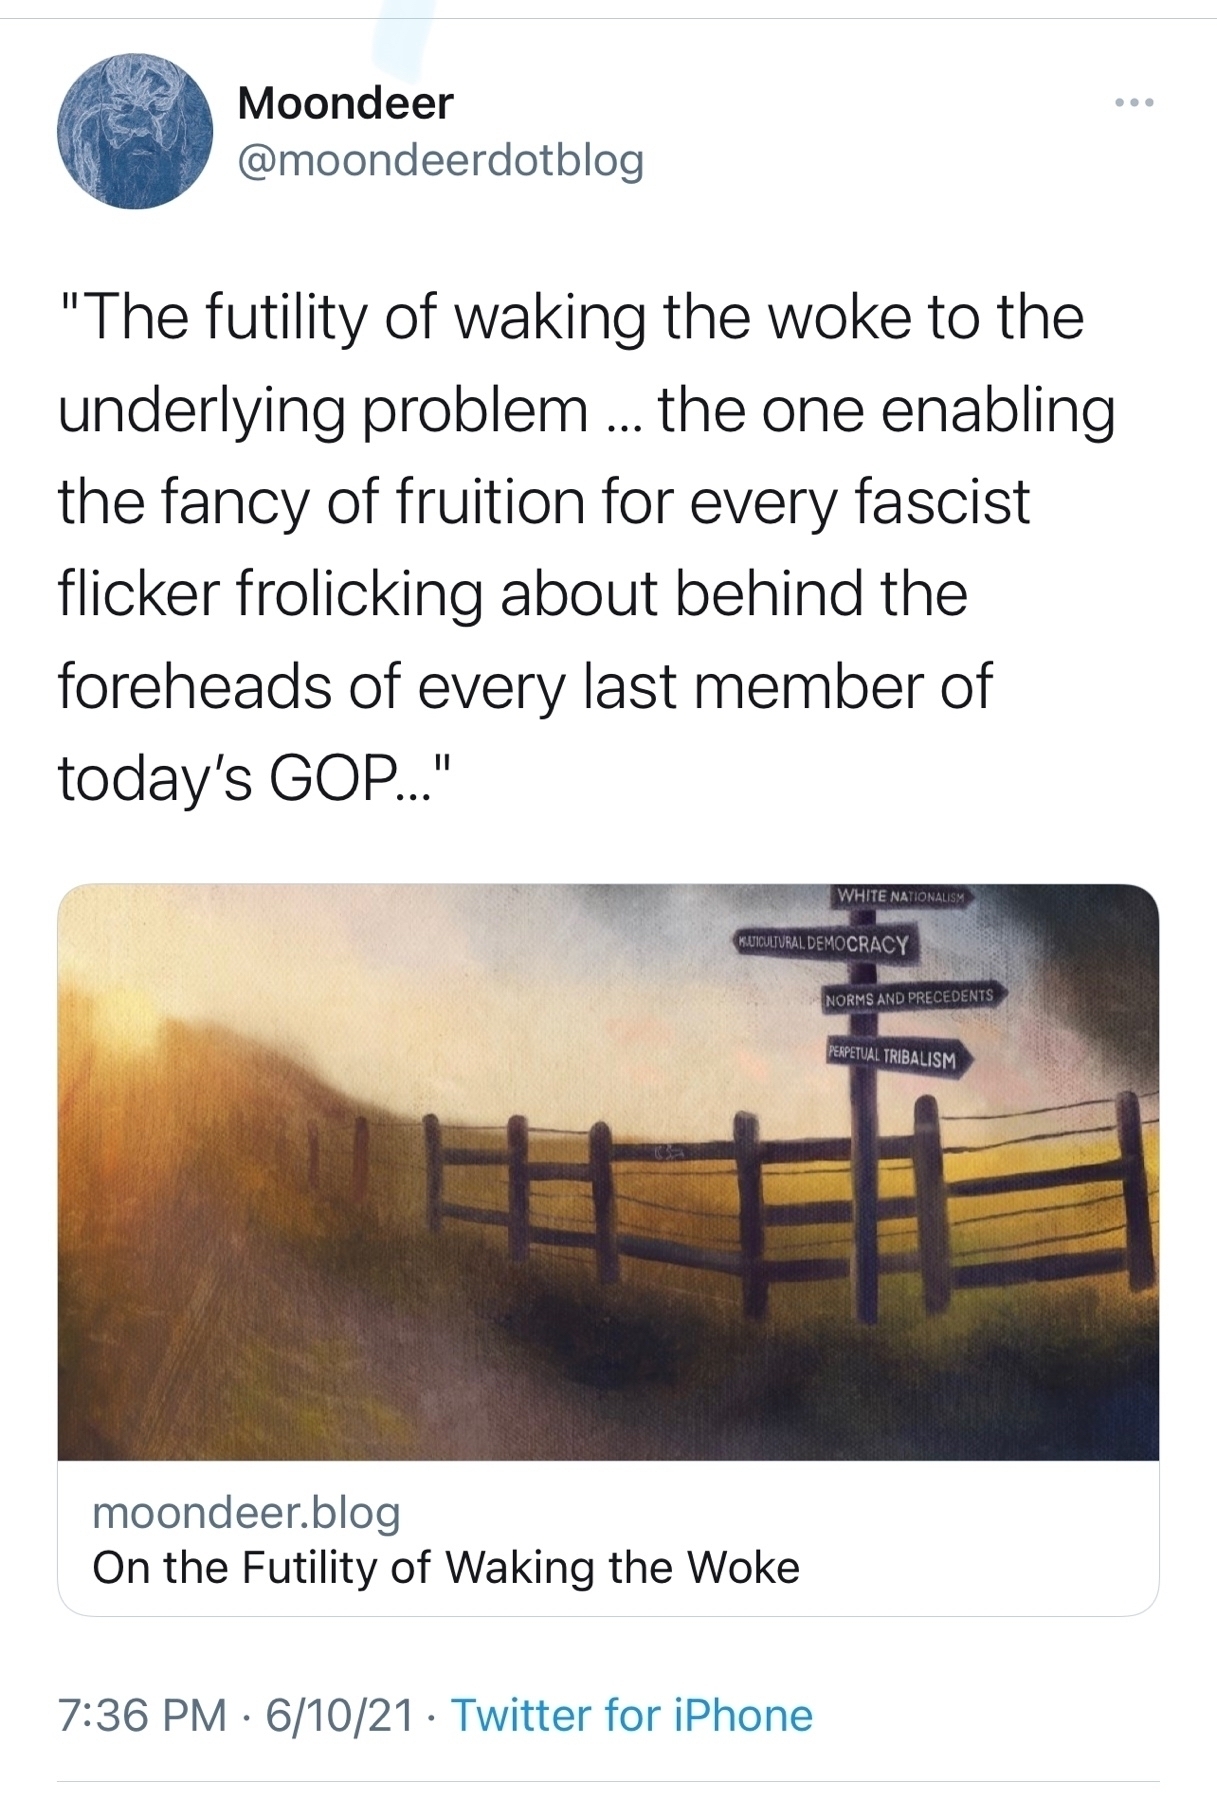 Moondeer
@moondeerdotblog
"The futility of waking the woke to the
underlying problem ... the one enabling
the fancy of fruition for every fascist
flicker frolicking about behind the
foreheads of every last member of
today’s GOP..."
WHITE NATIONALISM
MULTICULTURAL DEMOCRACY
NORMS AND PRECEDENTS
PERPETUAL TRIBALISM
moondeer.blog
On the Futility of Waking the Woke
7:36 PM · 6/10/21 · Twitter for iPhone